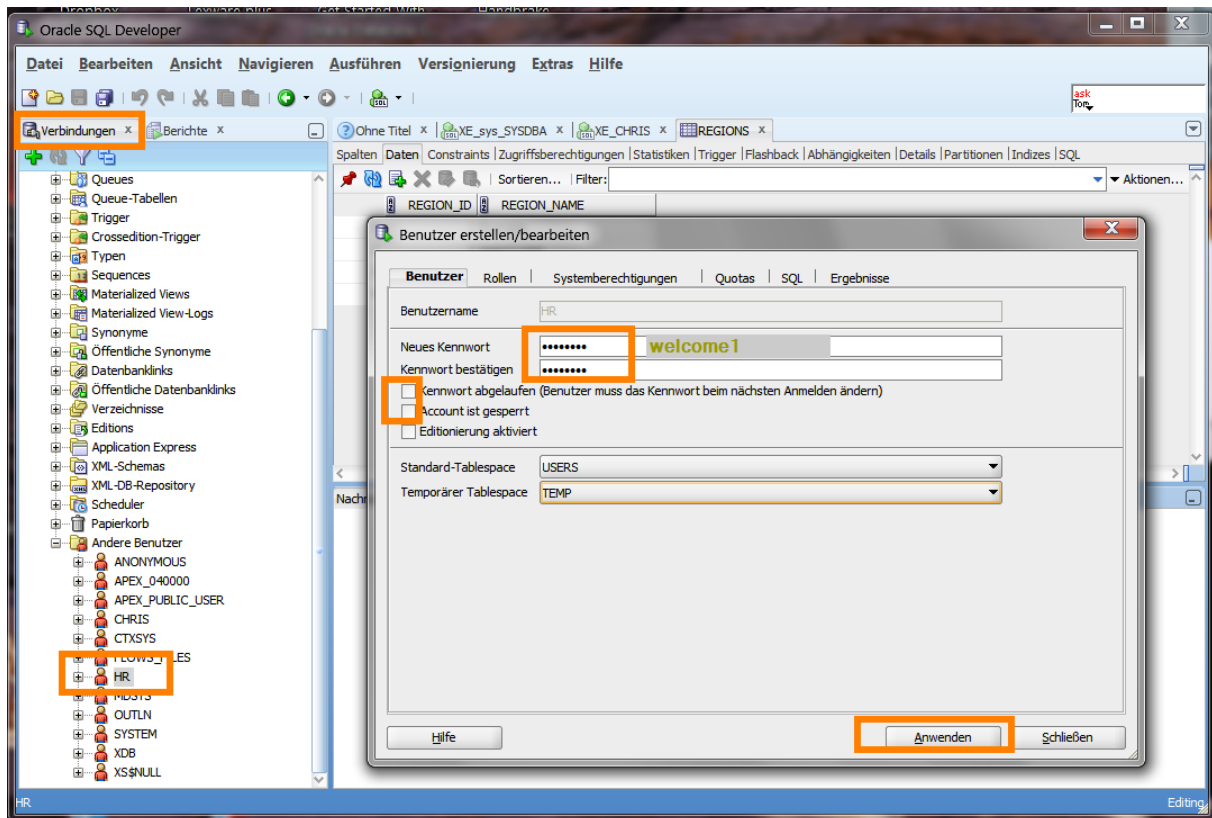 Oracle SQL Developer
Datei Bearbeiten Ansicht Navigieren Ausführen Versionierung Extras Hilfe
ask
Tom
Verbindungen x Berichte x
Ohne Titel x XE_sys_SYSDBA x XE_CHRIS x REGIONS x
Spalten Daten Constraints Zugriffsberechtigungen Statistiken Trigger Flashback Abhängigkeiten Details Partitionen Indizes SQL
Sortieren... Filter: Aktionen...
REGION_ID REGION_NAME
Queues
Queue-Tabellen
Trigger
Crossedition-Trigger
Typen
Sequences
Materialized Views
Materialized View-Logs
Synonyme
Öffentliche Synonyme
Datenbanklinks
Öffentliche Datenbanklinks
Verzeichnisse
Editions
Application Express
XML-Schemas
XML-DB-Repository
Scheduler
Papierkorb
Andere Benutzer
ANONYMOUS
APEX_040000
APEX_PUBLIC_USER
CHRIS
CTXSYS
FLOWS_FILES
HR
MDSYS
OUTLN
SYSTEM
XDB
XS$NULL
Benutzer erstellen/bearbeiten
Benutzer Rollen Systemberechtigungen Quotas SQL Ergebnisse
Benutzername HR
Neues Kennwort •••••••• welcome1
Kennwort bestätigen ••••••••
Kennwort abgelaufen (Benutzer muss das Kennwort beim nächsten Anmelden ändern)
Account ist gesperrt
Editionierung aktiviert
Standard-Tablespace USERS
Temporärer Tablespace TEMP
Hilfe Anwenden Schließen
HR Editing